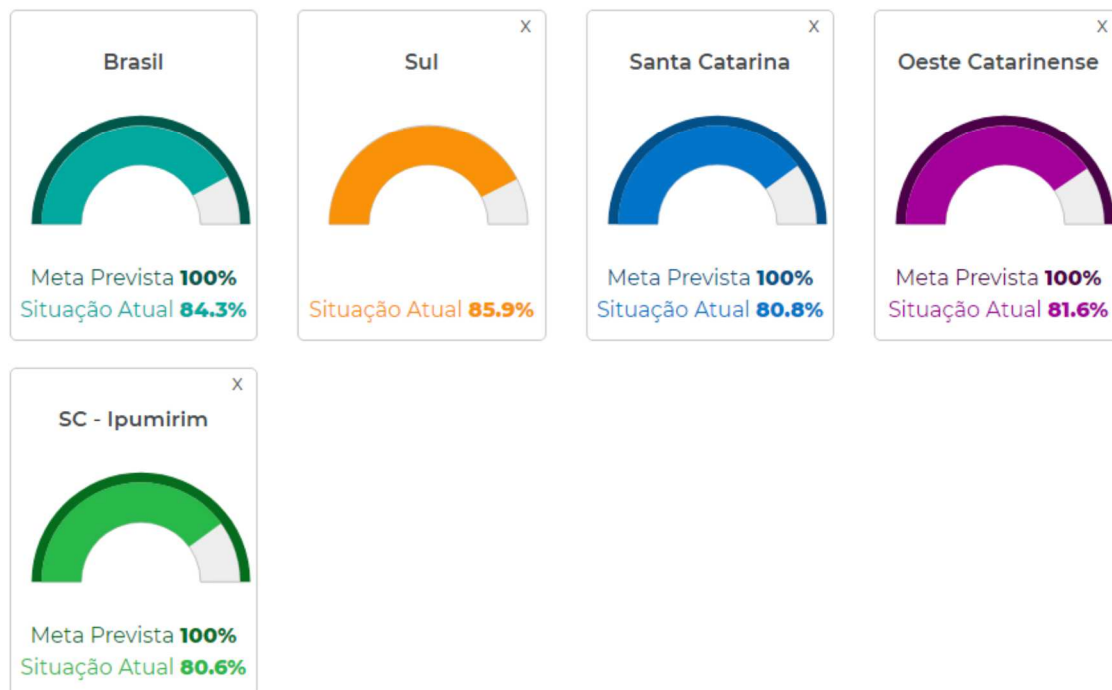 Brasil
Meta Prevista 100%
Situação Atual 84.3%
X
Sul
Situação Atual 85.9%
X
Santa Catarina
Meta Prevista 100%
Situação Atual 80.8%
X
Oeste Catarinense
Meta Prevista 100%
Situação Atual 81.6%
X
SC - Ipumirim
Meta Prevista 100%
Situação Atual 80.6%